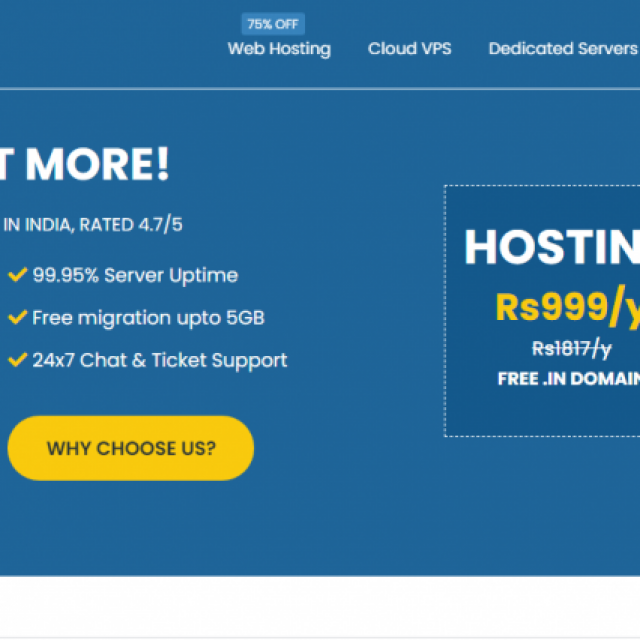 75% OFF
Web Hosting
Cloud VPS
Dedicated Servers
T MORE!
IN INDIA, RATED 4.7/5
99.95% Server Uptime
Free migration upto 5GB
24x7 Chat & Ticket Support
WHY CHOOSE US?
HOSTIN
Rs999/y
Rs1817/y
FREE .IN DOMAIN